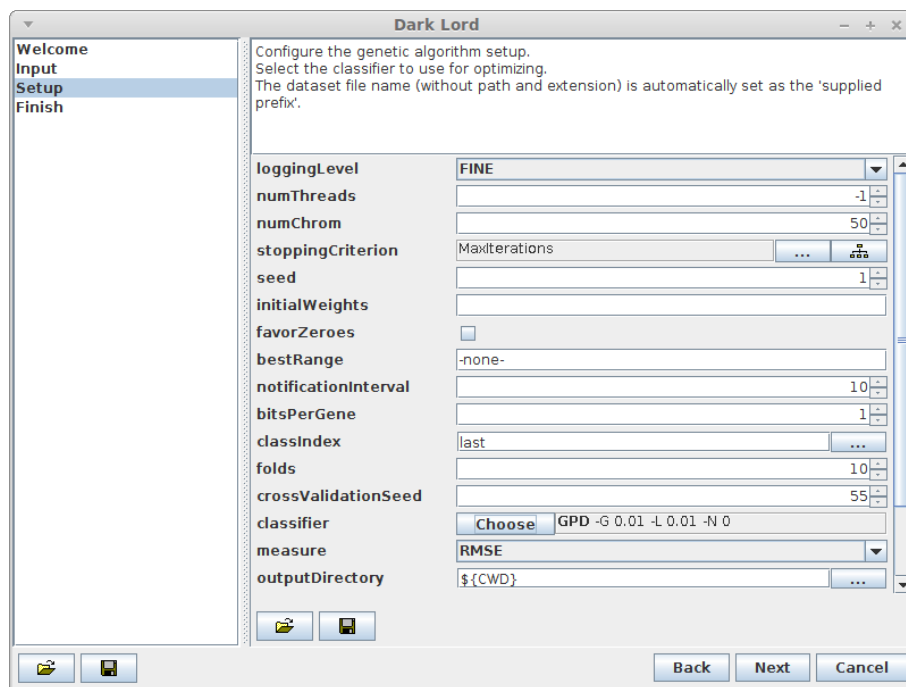 Dark Lord
Welcome
Input
Setup
Finish
Configure the genetic algorithm setup.
Select the classifier to use for optimizing.
The dataset file name (without path and extension) is automatically set as the 'supplied
prefix'.
loggingLevel FINE
numThreads -1
numChrom 50
stoppingCriterion MaxIterations ...
seed 1
initialWeights
favorZeroes
bestRange -none-
notificationInterval 10
bitsPerGene 1
classIndex last ...
folds 10
crossValidationSeed 55
classifier Choose GPD -G 0.01 -L 0.01 -N 0
measure RMSE
outputDirectory ${CWD} ...
Back Next Cancel